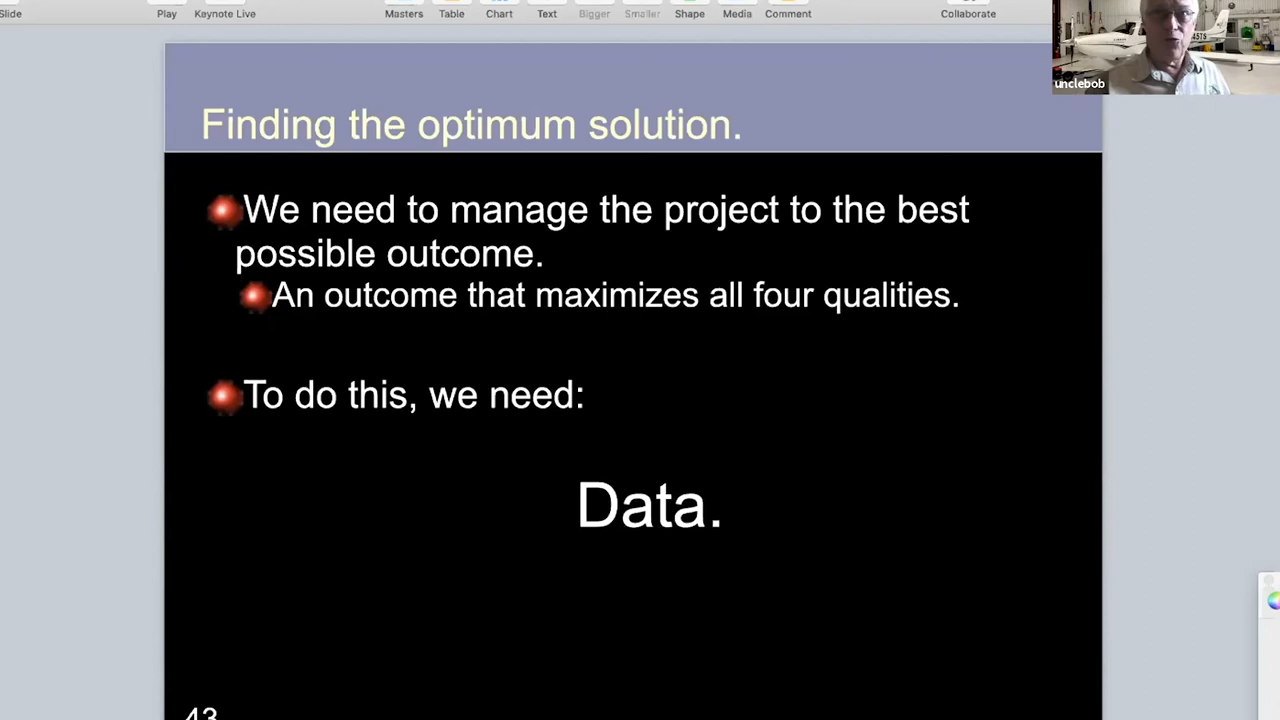 Slide
Play
Keynote Live
Masters
Table
Chart
Text
Bigger
Smaller
Shape
Media
Comment
Collaborate
unclebob
Finding the optimum solution.
We need to manage the project to the best
possible outcome.
An outcome that maximizes all four qualities.
To do this, we need:
Data.
43